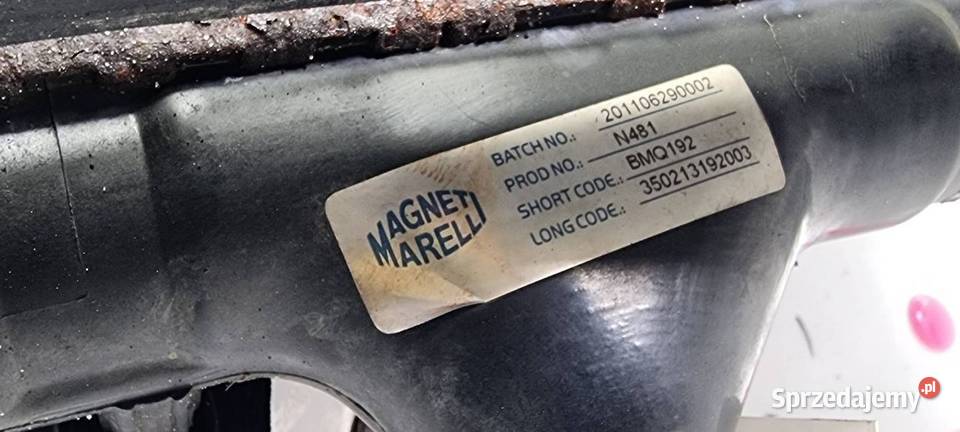 MAGNETI
MARELLI
BATCH NO.: 201106290002
PROD NO.: N481
SHORT CODE.: BMQ192
LONG CODE.: 350213192003
Sprzedajemy.pl